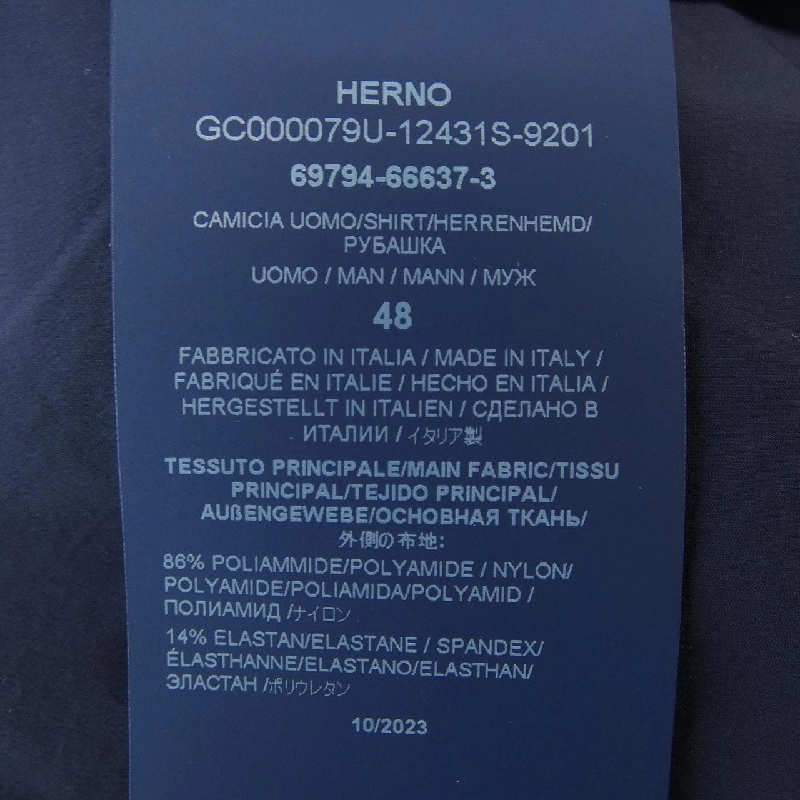 HERNO
GC000079U-12431S-9201
69794-66637-3
CAMICIA UOMO/SHIRT/HERRENHEMD/
РУБАШКА
UOMO / MAN / MANN / МУЖ
48
FABBRICATO IN ITALIA / MADE IN ITALY /
FABRIQUÉ EN ITALIE / HECHO EN ITALIA /
HERGESTELLT IN ITALIEN / СДЕЛАНО В
ИТАЛИИ / イタリア製
TESSUTO PRINCIPALE/MAIN FABRIC/TISSU
PRINCIPAL/TEJIDO PRINCIPAL/
AUßENGEWEBE/ОСНОВНАЯ ТКАНЬ/
外側の布地:
86% POLIAMMIDE/POLYAMIDE / NYLON/
POLYAMIDE/POLIAMIDA/POLYAMID /
ПОЛИАМИД /ナイロン
14% ELASTAN/ELASTANE / SPANDEX/
ÉLASTHANNE/ELASTANO/ELASTHAN/
ЭЛАСТАН /ポリウレタン
10/2023